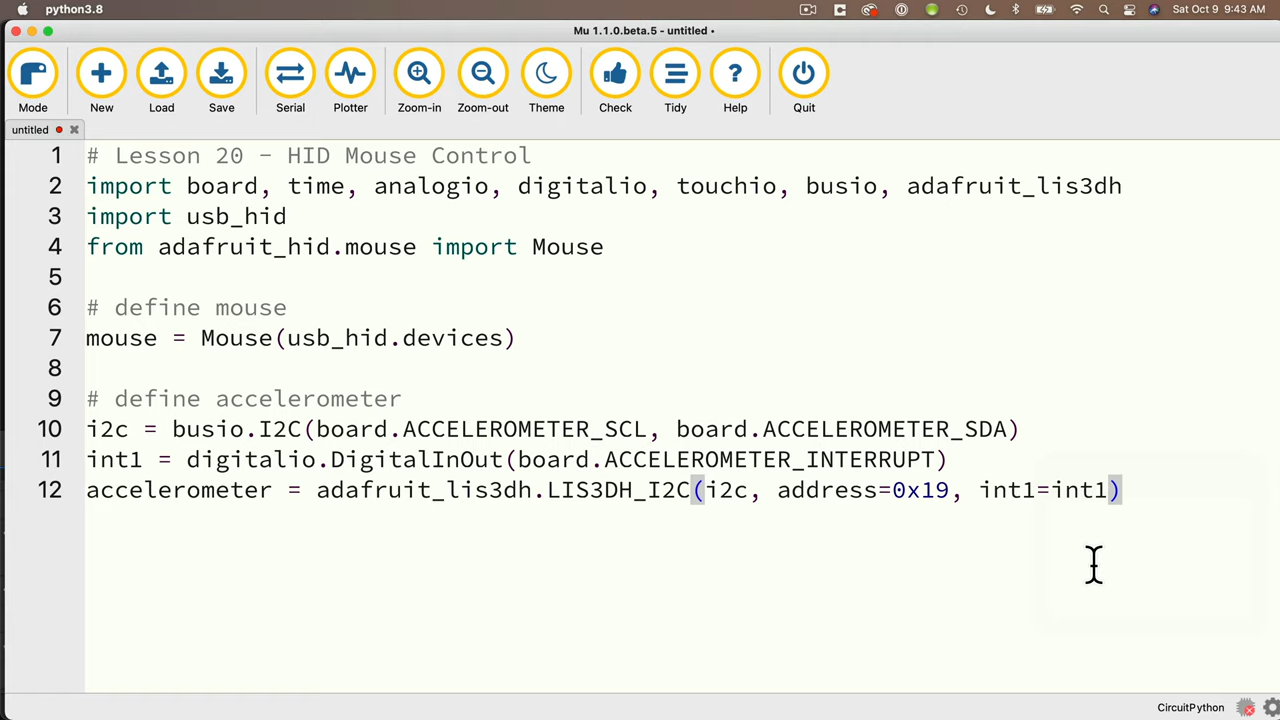 python3.8
Sat Oct 9 9:43 AM
Mu 1.1.0.beta.5 - untitled •
Mode New Load Save Serial Plotter Zoom-in Zoom-out Theme Check Tidy Help Quit
untitled
1 # Lesson 20 - HID Mouse Control
2 import board, time, analogio, digitalio, touchio, busio, adafruit_lis3dh
3 import usb_hid
4 from adafruit_hid.mouse import Mouse
5
6 # define mouse
7 mouse = Mouse(usb_hid.devices)
8
9 # define accelerometer
10 i2c = busio.I2C(board.ACCELEROMETER_SCL, board.ACCELEROMETER_SDA)
11 int1 = digitalio.DigitalInOut(board.ACCELEROMETER_INTERRUPT)
12 accelerometer = adafruit_lis3dh.LIS3DH_I2C(i2c, address=0x19, int1=int1)
CircuitPython